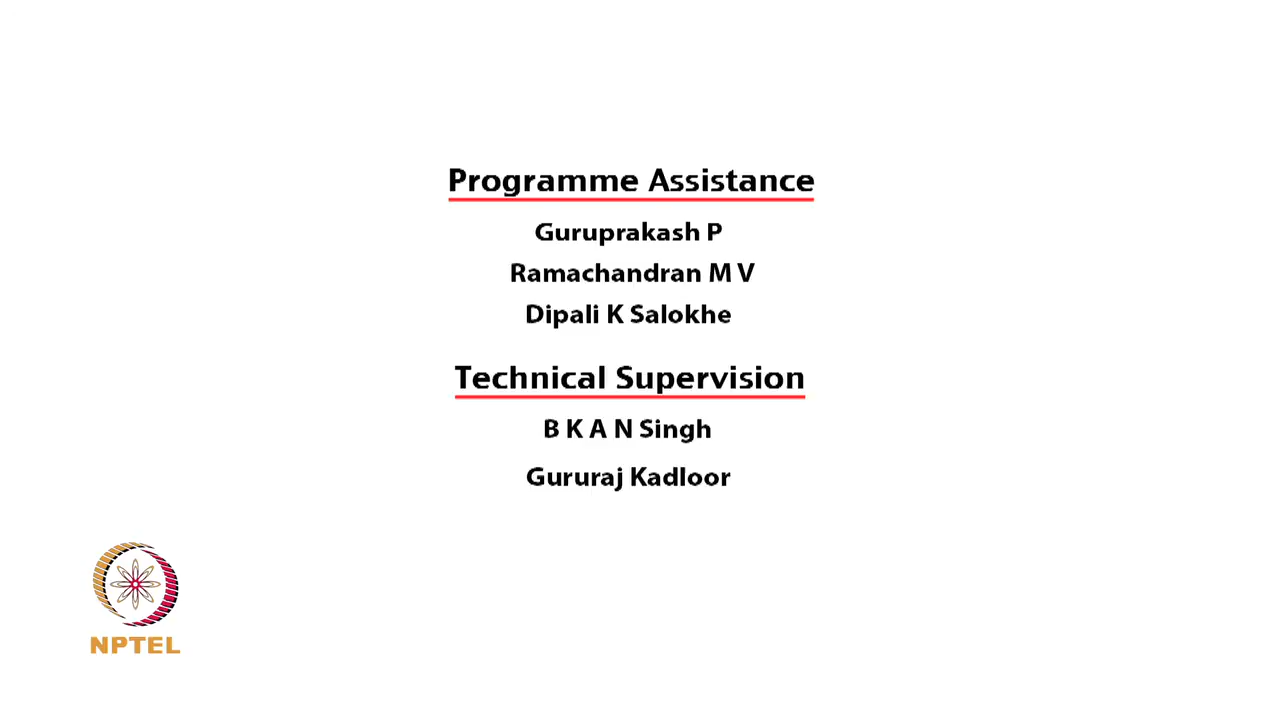 Programme Assistance
Guruprakash P
Ramachandran M V
Dipali K Salokhe
Technical Supervision
B K A N Singh
Gururaj Kadloor
NPTEL